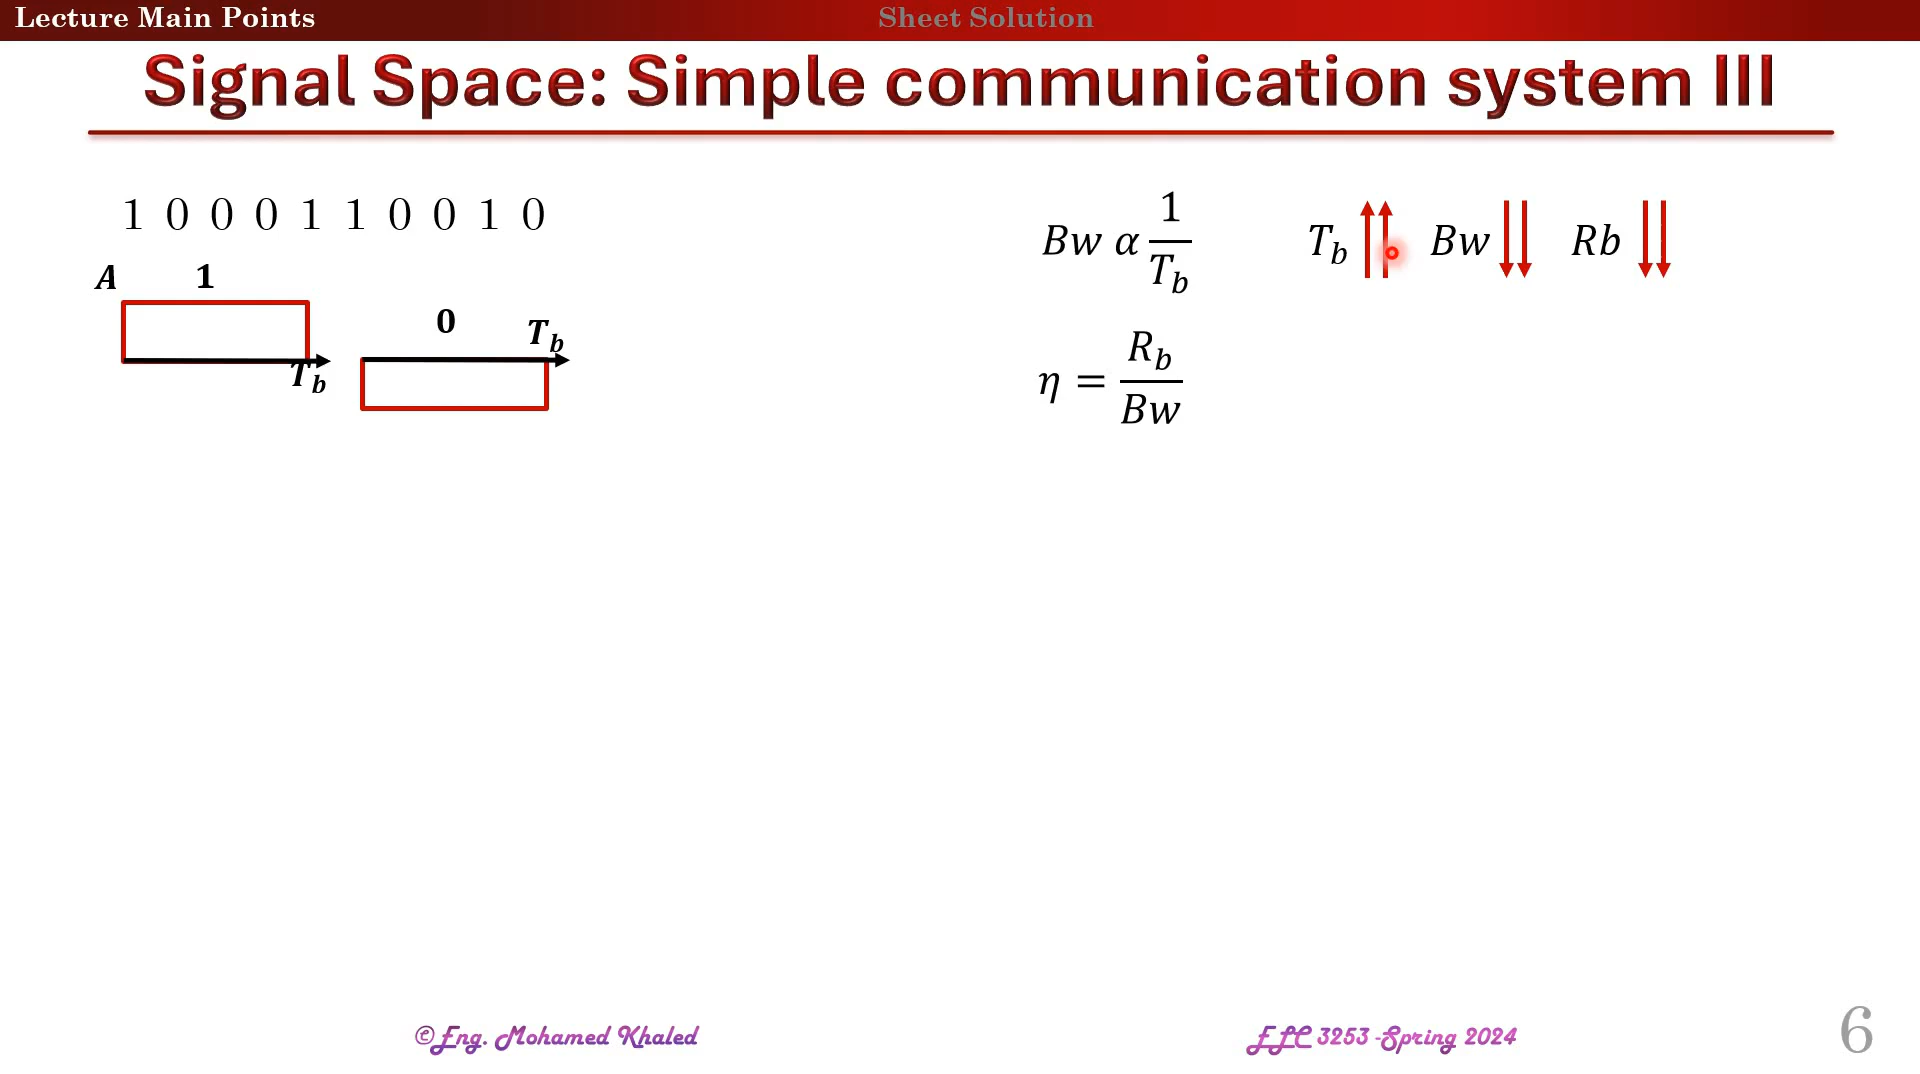 Lecture Main Points
Sheet Solution
Signal Space: Simple communication system III
1 0 0 0 1 1 0 0 1 0
A 1
T_b
0 T_b
Bw α 1/T_b
T_b Bw Rb
η = R_b/Bw
©Eng. Mohamed Khaled
ELC 3253 -Spring 2024
6